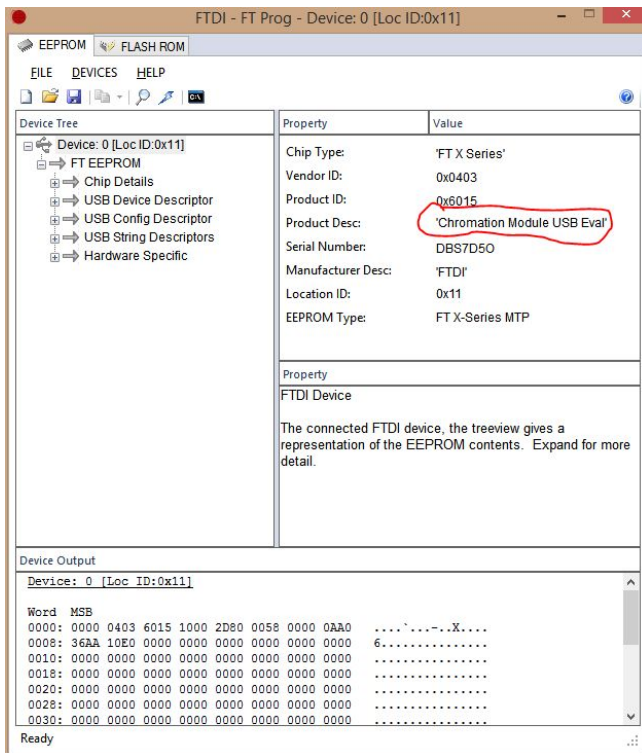 FTDI - FT Prog - Device: 0 [Loc ID:0x11]
EEPROM FLASH ROM
FILE DEVICES HELP
Device Tree
Device: 0 [Loc ID:0x11]
FT EEPROM
Chip Details
USB Device Descriptor
USB Config Descriptor
USB String Descriptors
Hardware Specific
Property Value
Chip Type: 'FT X Series'
Vendor ID: 0x0403
Product ID: 0x6015
Product Desc: 'Chromation Module USB Eval'
Serial Number: DBS7D5O
Manufacturer Desc: 'FTDI'
Location ID: 0x11
EEPROM Type: FT X-Series MTP
Property
FTDI Device
The connected FTDI device, the treeview gives a
representation of the EEPROM contents. Expand for more
detail.
Device Output
Device: 0 [Loc ID:0x11]
Word MSB
0000: 0000 0403 6015 1000 2D80 0058 0000 0AA0 ....`...-..X....
0008: 36AA 10E0 0000 0000 0000 0000 0000 0000 6...............
0010: 0000 0000 0000 0000 0000 0000 0000 0000 ................
0018: 0000 0000 0000 0000 0000 0000 0000 0000 ................
0020: 0000 0000 0000 0000 0000 0000 0000 0000 ................
0028: 0000 0000 0000 0000 0000 0000 0000 0000 ................
0030: 0000 0000 0000 0000 0000 0000 0000 0000 ................
Ready